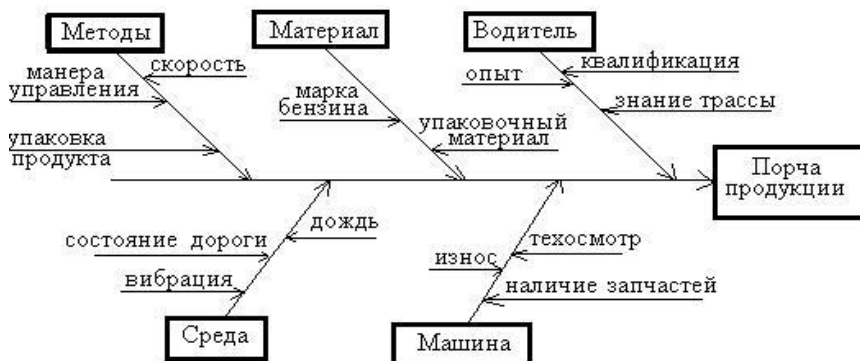 Методы
Материал
Водитель
скорость
манера
управления
упаковка
продукта
марка
бензина
упаковочный
материал
квалификация
опыт
знание трассы
Порча
продукции
дождь
состояние дороги
вибрация
Среда
техосмотр
износ
наличие запчастей
Машина